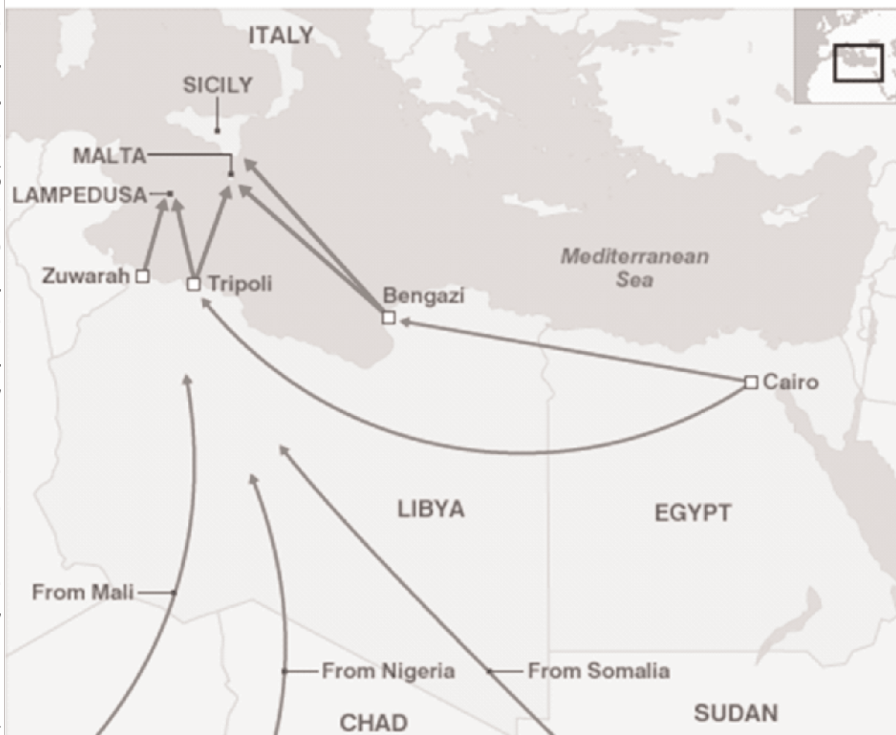 ITALY
SICILY
MALTA
LAMPEDUSA
Mediterranean
Sea
Zuwarah
Tripoli
Bengazi
Cairo
LIBYA
EGYPT
From Mali
From Nigeria
From Somalia
CHAD
SUDAN